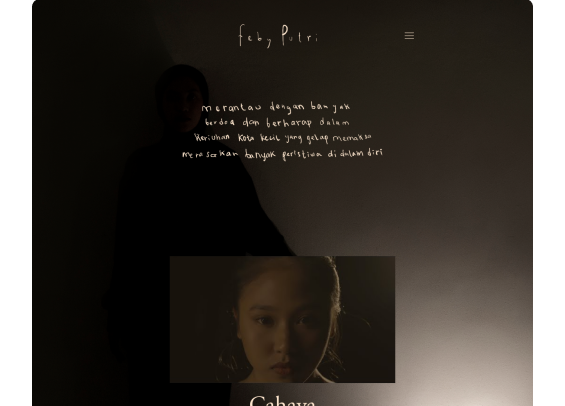 feby Putri
merantau dengan banyak
berdoa dan berharap dalam
Keriuhan Kota kecil yang gelap memaksa
merasakan banyak peristiwa di dalam diri
Cahaya